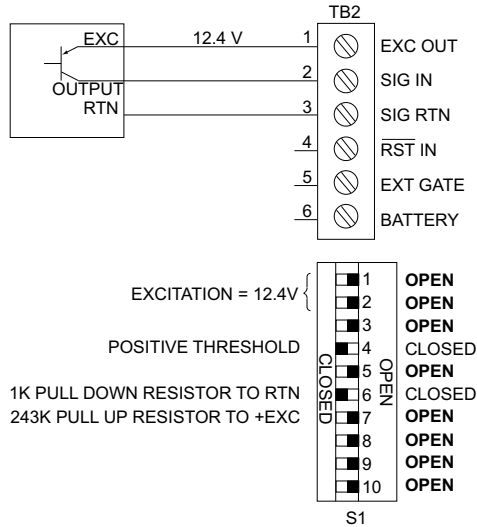 TB2
EXC 12.4 V 1 EXC OUT
OUTPUT 2 SIG IN
RTN 3 SIG RTN
4 RST IN
5 EXT GATE
6 BATTERY
EXCITATION = 12.4V
1 OPEN
2 OPEN
3 OPEN
POSITIVE THRESHOLD 4 CLOSED
5 OPEN
1K PULL DOWN RESISTOR TO RTN 6 CLOSED
243K PULL UP RESISTOR TO +EXC 7 OPEN
8 OPEN
9 OPEN
10 OPEN
CLOSED
OPEN
S1